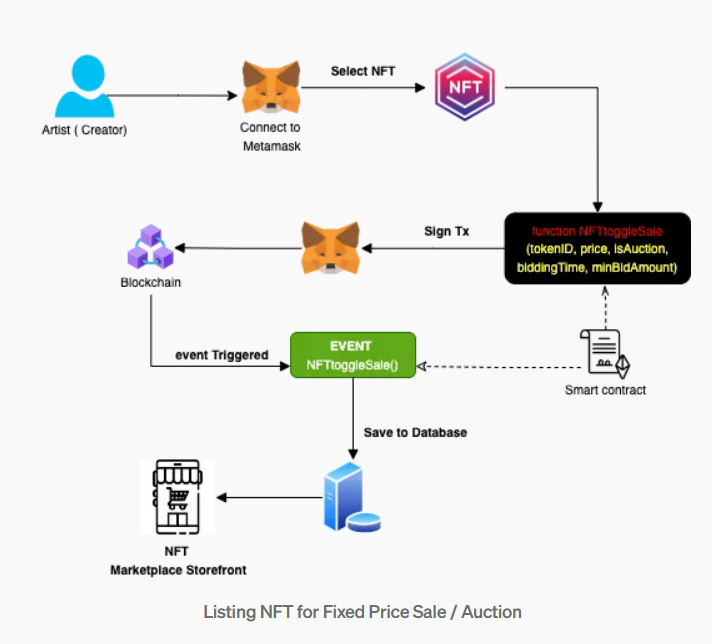 Select NFT
NFT
Artist ( Creator)
Connect to
Metamask
function NFTtoggleSale
(tokenID, price, isAuction,
biddingTime, minBidAmount)
Sign Tx
Blockchain
event Triggered
EVENT
NFTtoggleSale()
Smart contract
Save to Database
NFT
Marketplace Storefront
Listing NFT for Fixed Price Sale / Auction